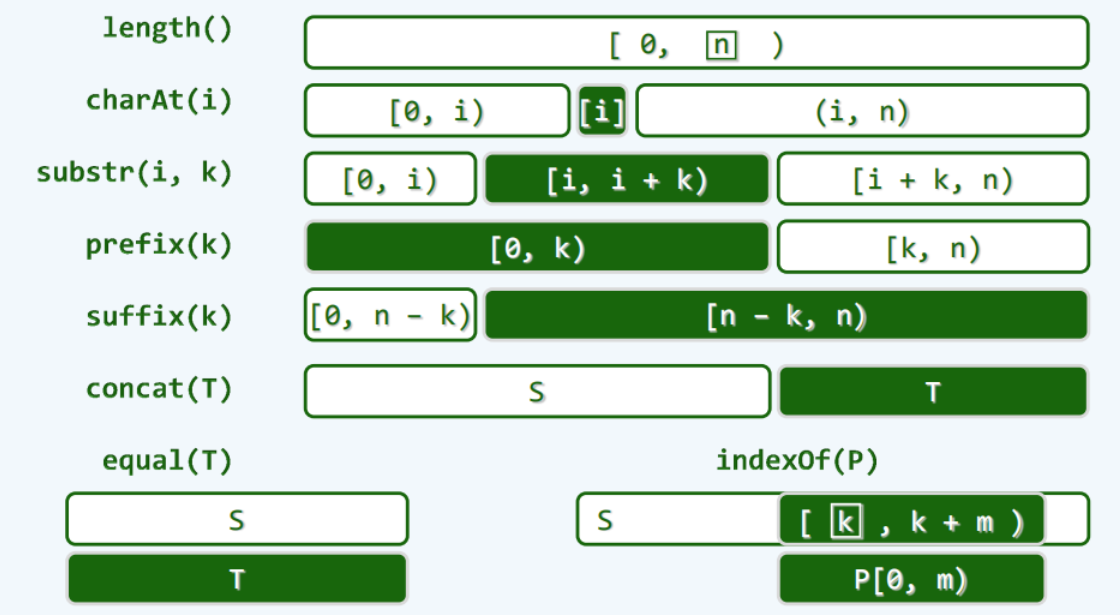 length() [ 0, n )
charAt(i) [0, i) [i] (i, n)
substr(i, k) [0, i) [i, i + k) [i + k, n)
prefix(k) [0, k) [k, n)
suffix(k) [0, n – k) [n – k, n)
concat(T) S T
equal(T) indexOf(P)
S S [ k , k + m )
T P[0, m)